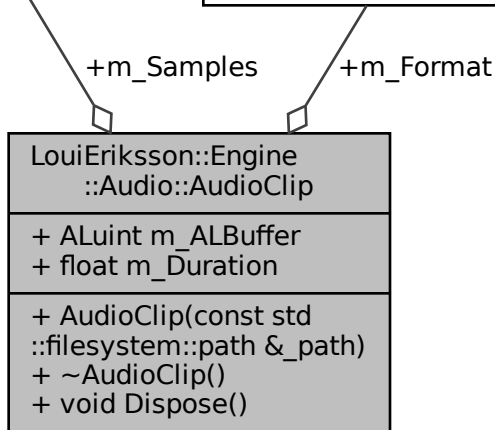 +m_Samples
+m_Format
LouiEriksson::Engine
::Audio::AudioClip
+ ALuint m_ALBuffer
+ float m_Duration
+ AudioClip(const std
::filesystem::path &_path)
+ ~AudioClip()
+ void Dispose()